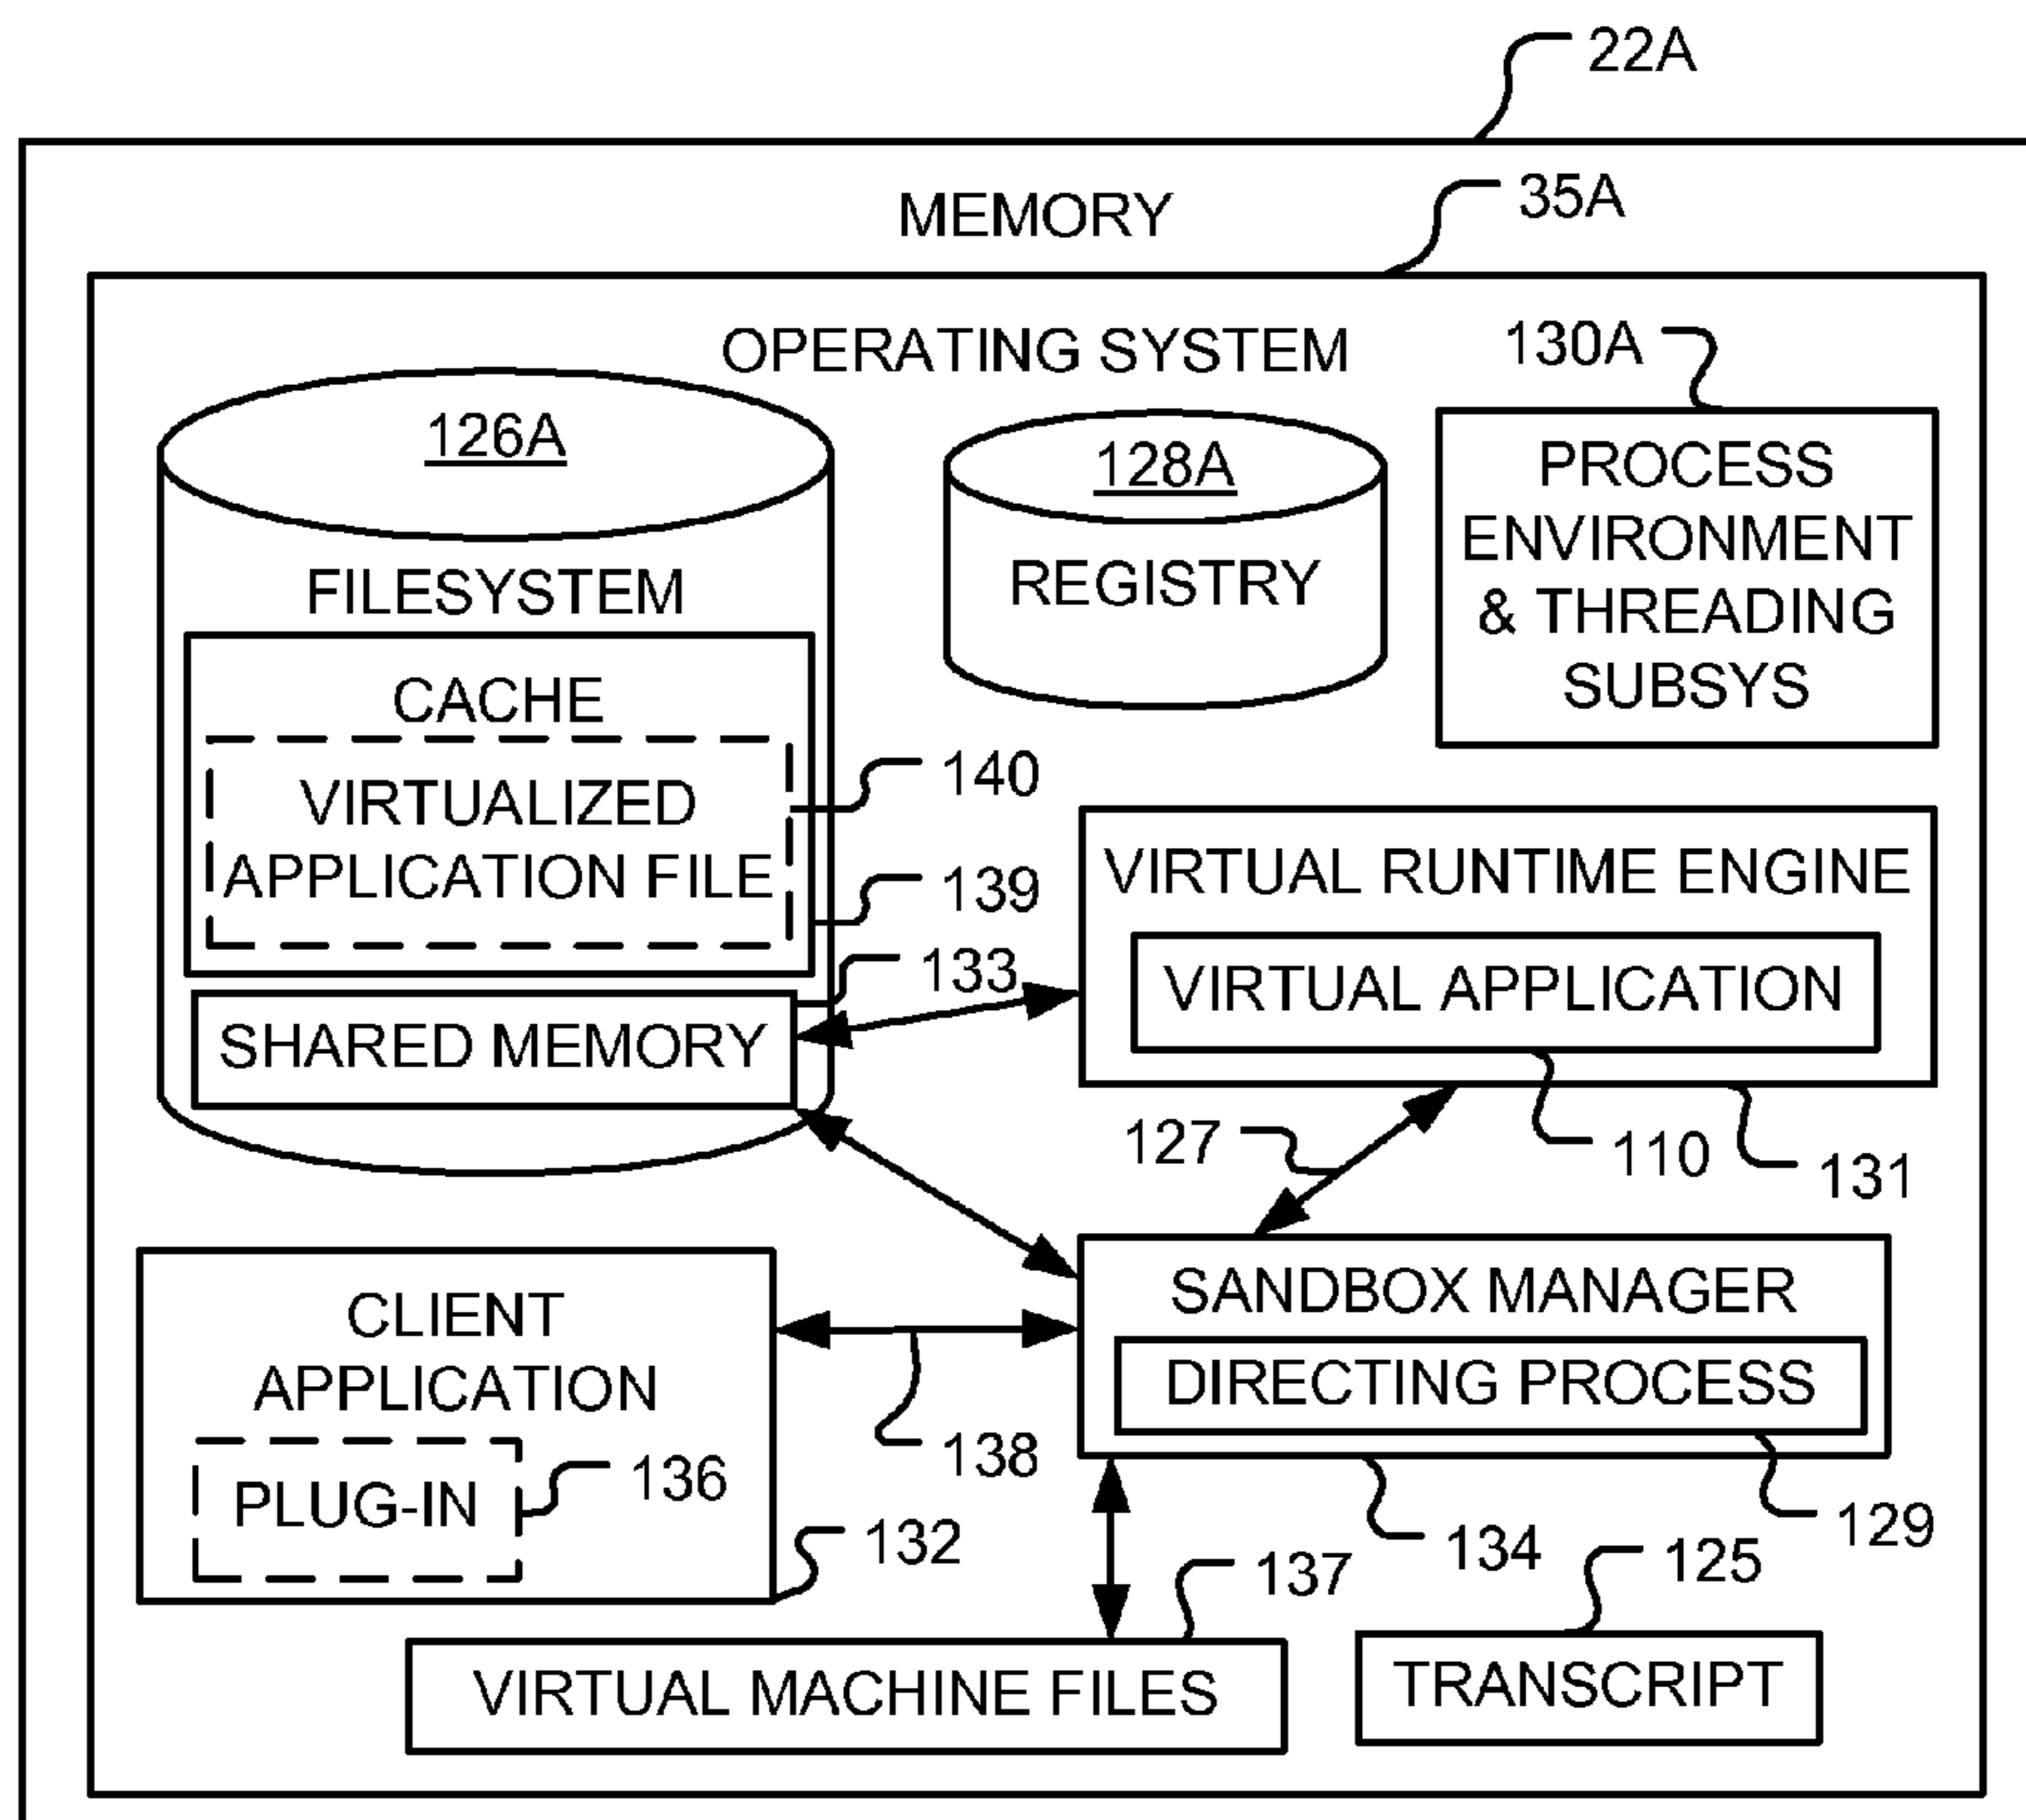 22A
MEMORY
35A
OPERATING SYSTEM
130A
126A
128A
PROCESS
ENVIRONMENT
& THREADING
SUBSYS
FILESYSTEM
REGISTRY
CACHE
VIRTUALIZED
APPLICATION FILE
140
139
133
SHARED MEMORY
VIRTUAL RUNTIME ENGINE
VIRTUAL APPLICATION
127
110
131
CLIENT
APPLICATION
PLUG-IN
136
132
138
SANDBOX MANAGER
DIRECTING PROCESS
134
129
137
125
VIRTUAL MACHINE FILES
TRANSCRIPT